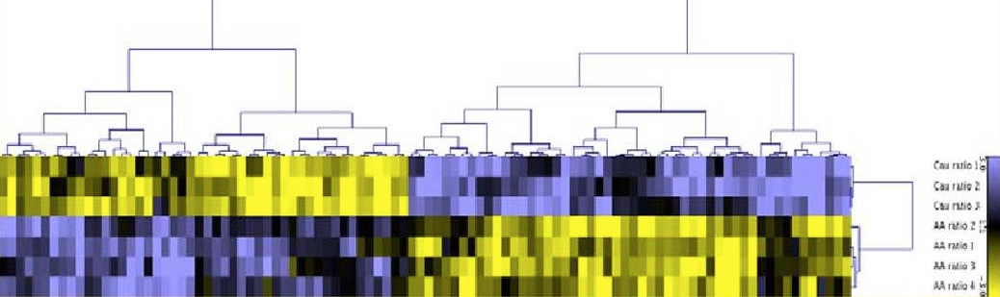 Cau ratio 1
Cau ratio 2
Cau ratio 3
AA ratio 2
AA ratio 1
AA ratio 3
AA ratio 4